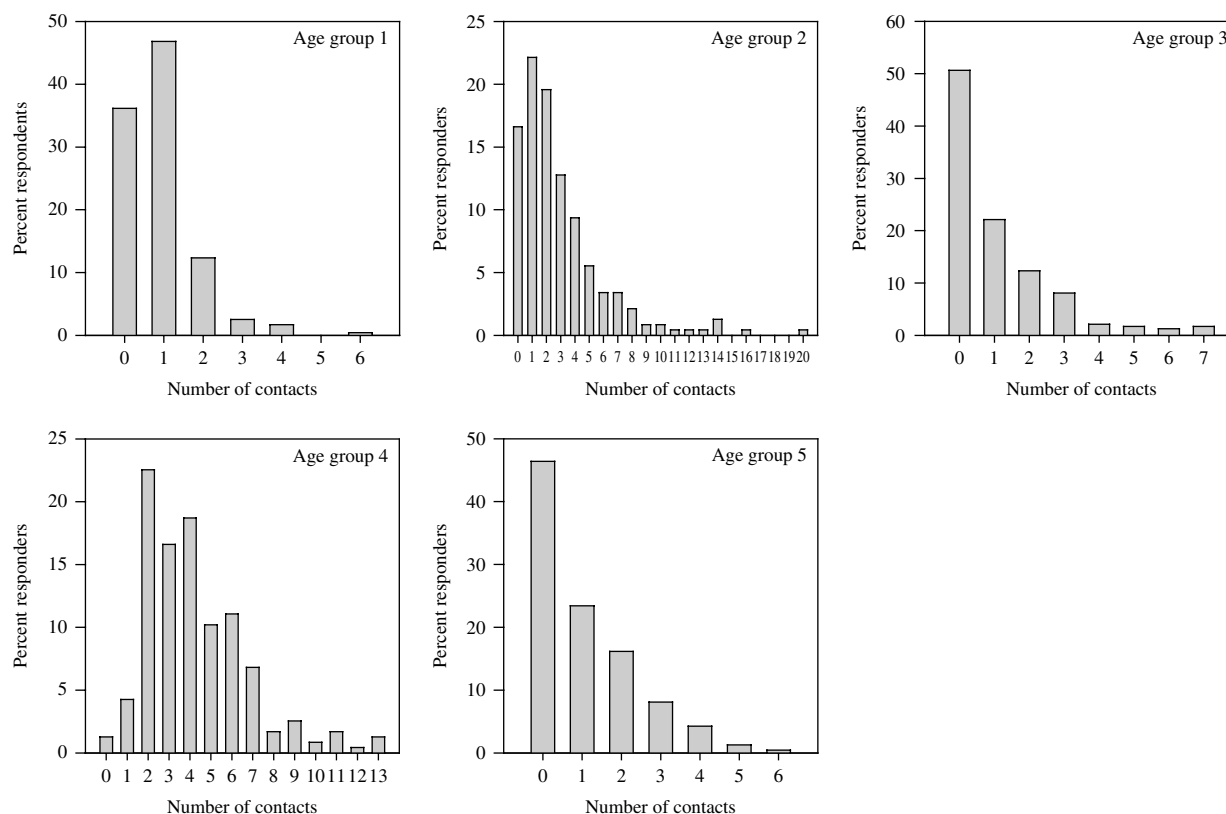 Age group 1
Percent respondents
50
40
30
20
10
0
0 1 2 3 4 5 6
Number of contacts
Age group 2
Percent responders
25
20
15
10
5
0
0 1 2 3 4 5 6 7 8 9 10 11 12 13 14 15 16 17 18 19 20
Number of contacts
Age group 3
Percent responders
60
50
40
30
20
10
0
0 1 2 3 4 5 6 7
Number of contacts
Age group 4
Percent responders
25
20
15
10
5
0
0 1 2 3 4 5 6 7 8 9 10 11 12 13
Number of contacts
Age group 5
Percent responders
50
40
30
20
10
0
0 1 2 3 4 5 6
Number of contacts